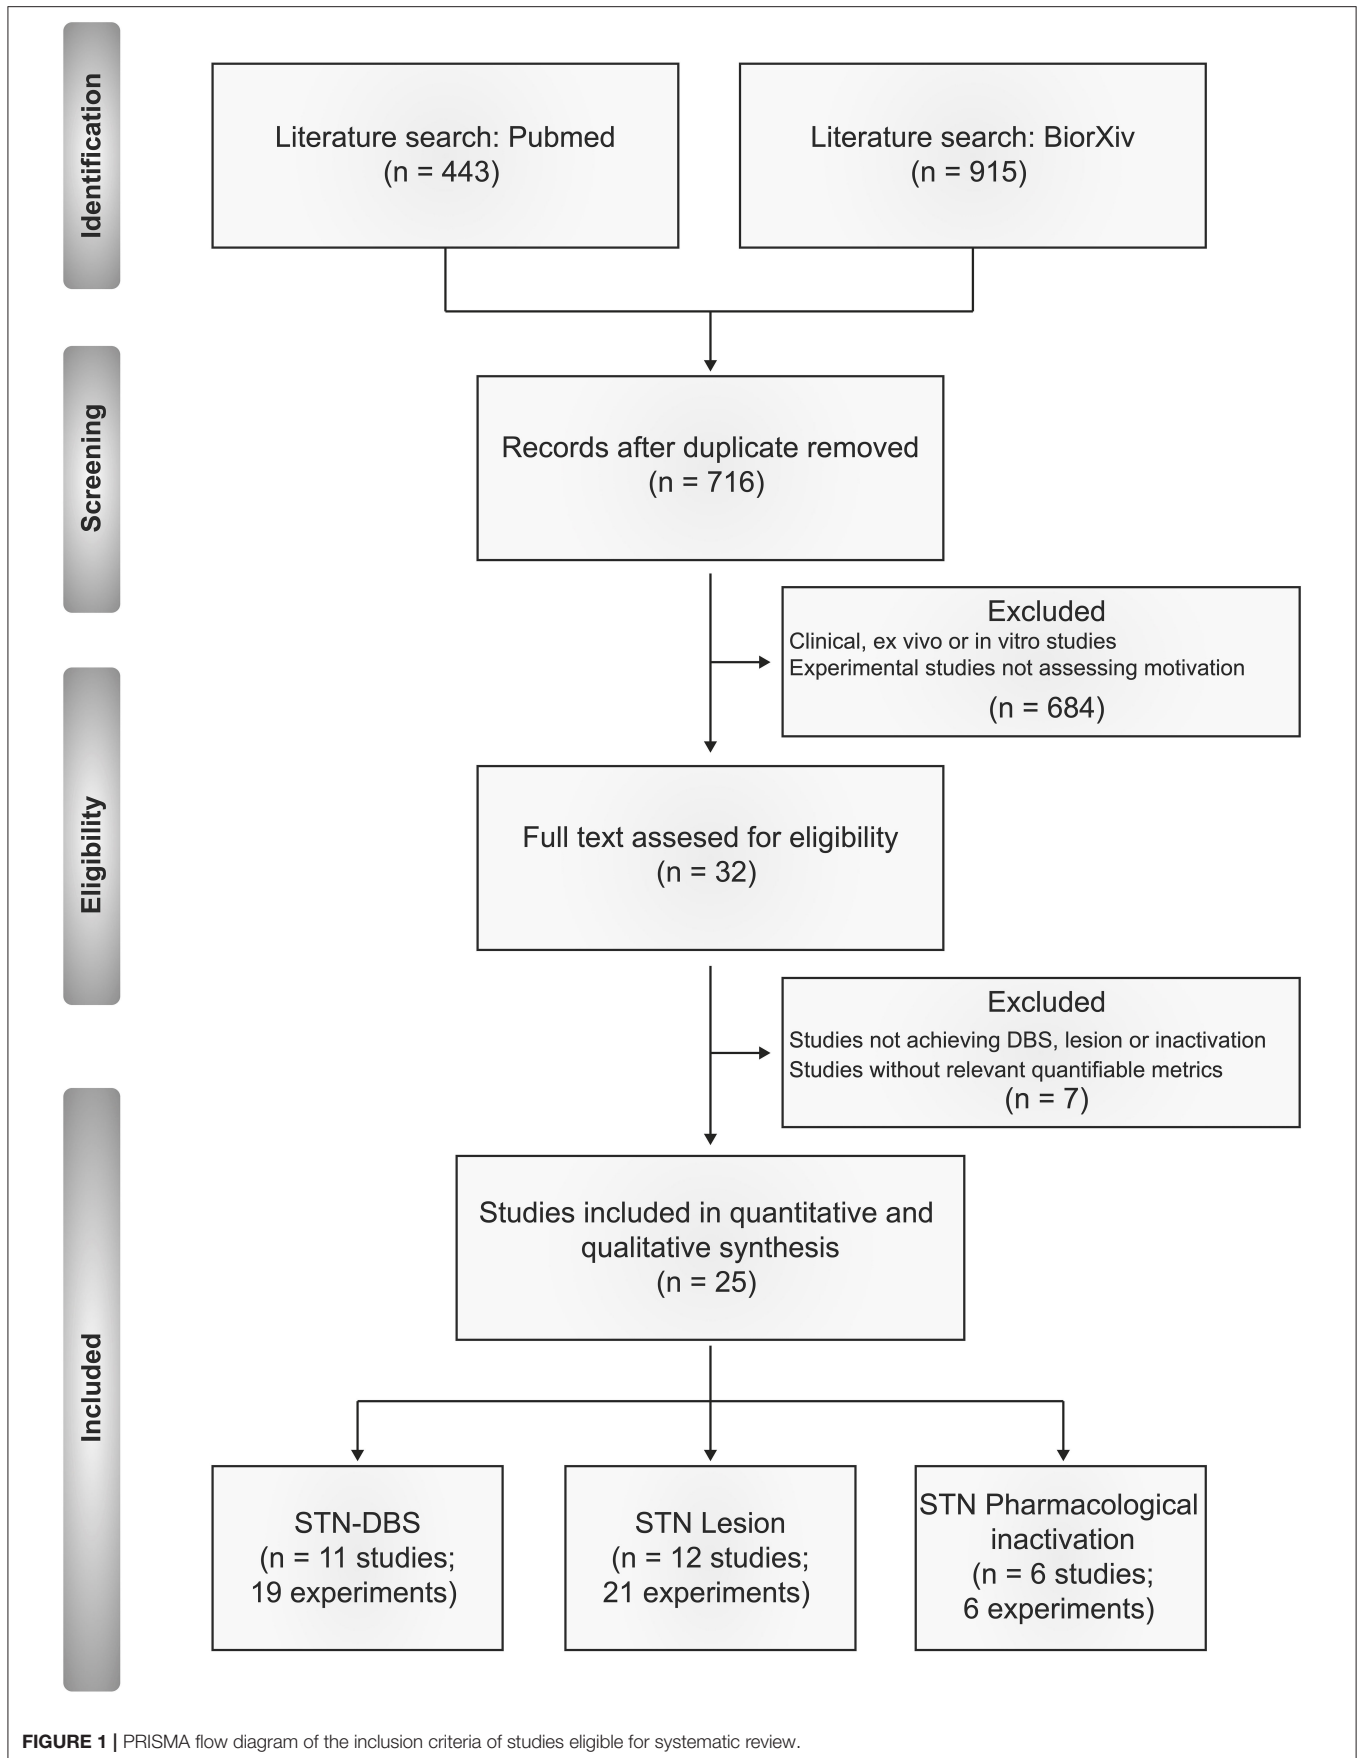 Identification
Literature search: Pubmed
(n = 443)
Literature search: BiorXiv
(n = 915)
Screening
Records after duplicate removed
(n = 716)
Excluded
Clinical, ex vivo or in vitro studies
Experimental studies not assessing motivation
(n = 684)
Eligibility
Full text assesed for eligibility
(n = 32)
Excluded
Studies not achieving DBS, lesion or inactivation
Studies without relevant quantifiable metrics
(n = 7)
Included
Studies included in quantitative and
qualitative synthesis
(n = 25)
STN-DBS
(n = 11 studies;
19 experiments)
STN Lesion
(n = 12 studies;
21 experiments)
STN Pharmacological
inactivation
(n = 6 studies;
6 experiments)
FIGURE 1 | PRISMA flow diagram of the inclusion criteria of studies eligible for systematic review.